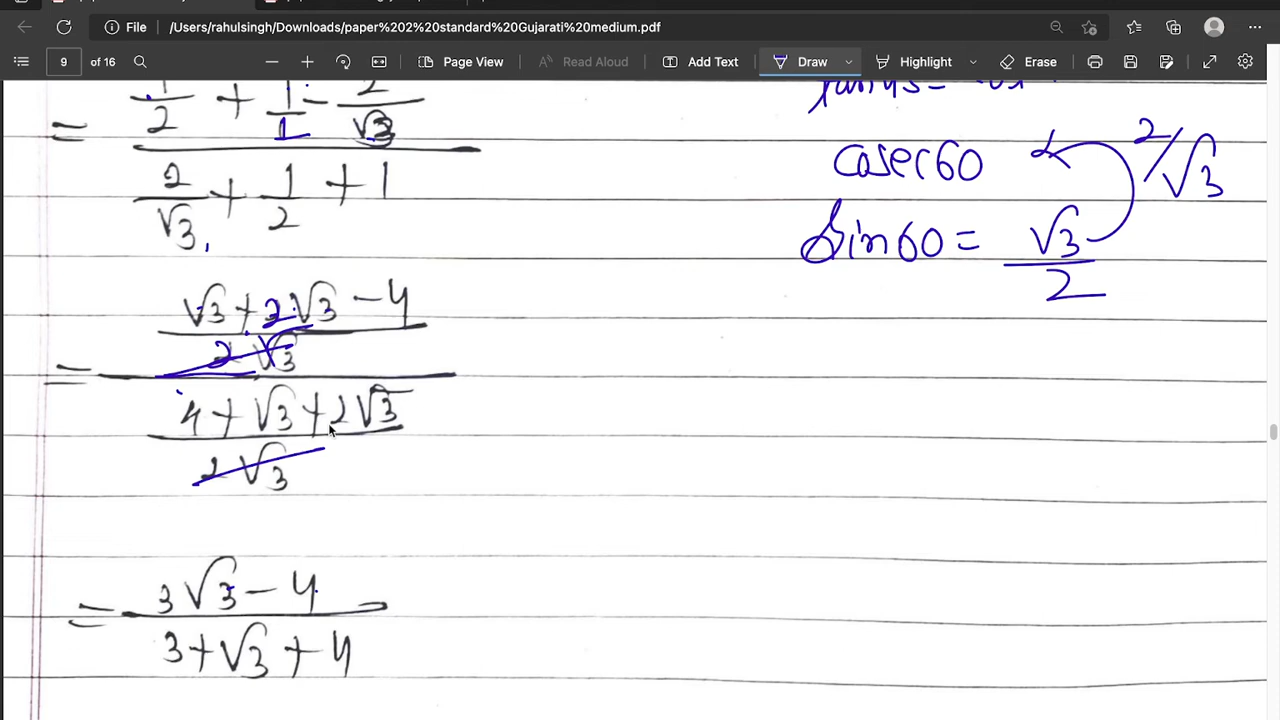 File /Users/rahulsingh/Downloads/paper%202%20standard%20Gujarati%20medium.pdf
9 of 16 Page View Read Aloud Add Text Draw Highlight Erase
= (1/2 + 1/1 − 2/√3) / (2/√3 + 1/2 + 1)
cosec60 2/√3
Sin60 = √3/2
= ((√3 + 2√3 − 4) / 2√3) / ((4 + √3 + 2√3) / 2√3)
= (3√3 − 4) / (3 + √3 + 4)